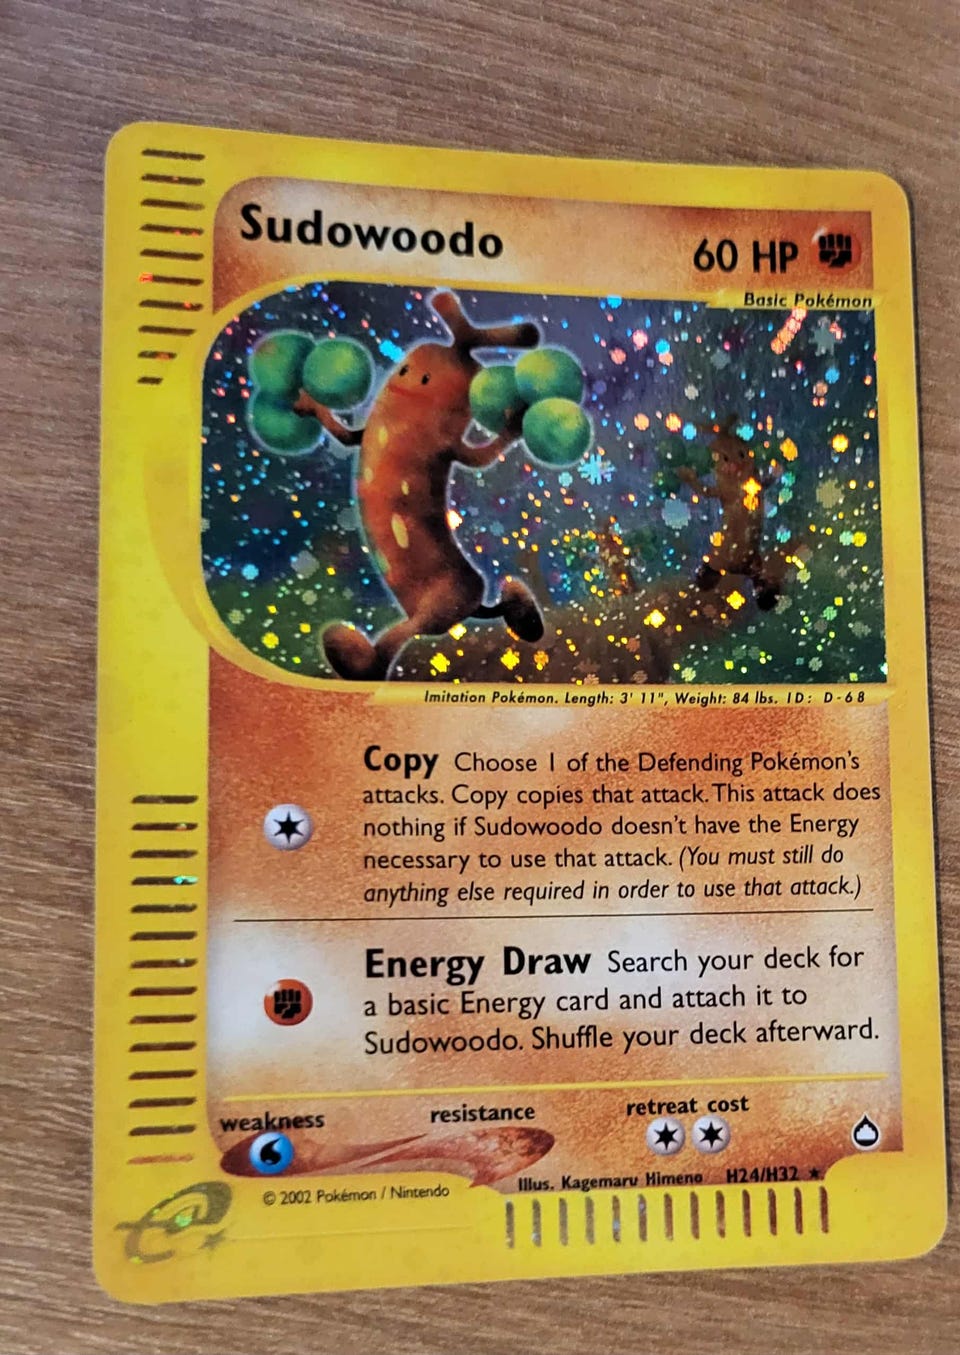 Sudowoodo
60 HP
Basic Pokémon
Imitation Pokémon. Length: 3' 11", Weight: 84 lbs. ID: D-68
Copy Choose 1 of the Defending Pokémon's
attacks. Copy copies that attack. This attack does
nothing if Sudowoodo doesn't have the Energy
necessary to use that attack. (You must still do
anything else required in order to use that attack.)
Energy Draw Search your deck for
a basic Energy card and attach it to
Sudowoodo. Shuffle your deck afterward.
weakness resistance retreat cost
Illus. Kagemaru Himeno H24/H32 ★
© 2002 Pokémon / Nintendo
e